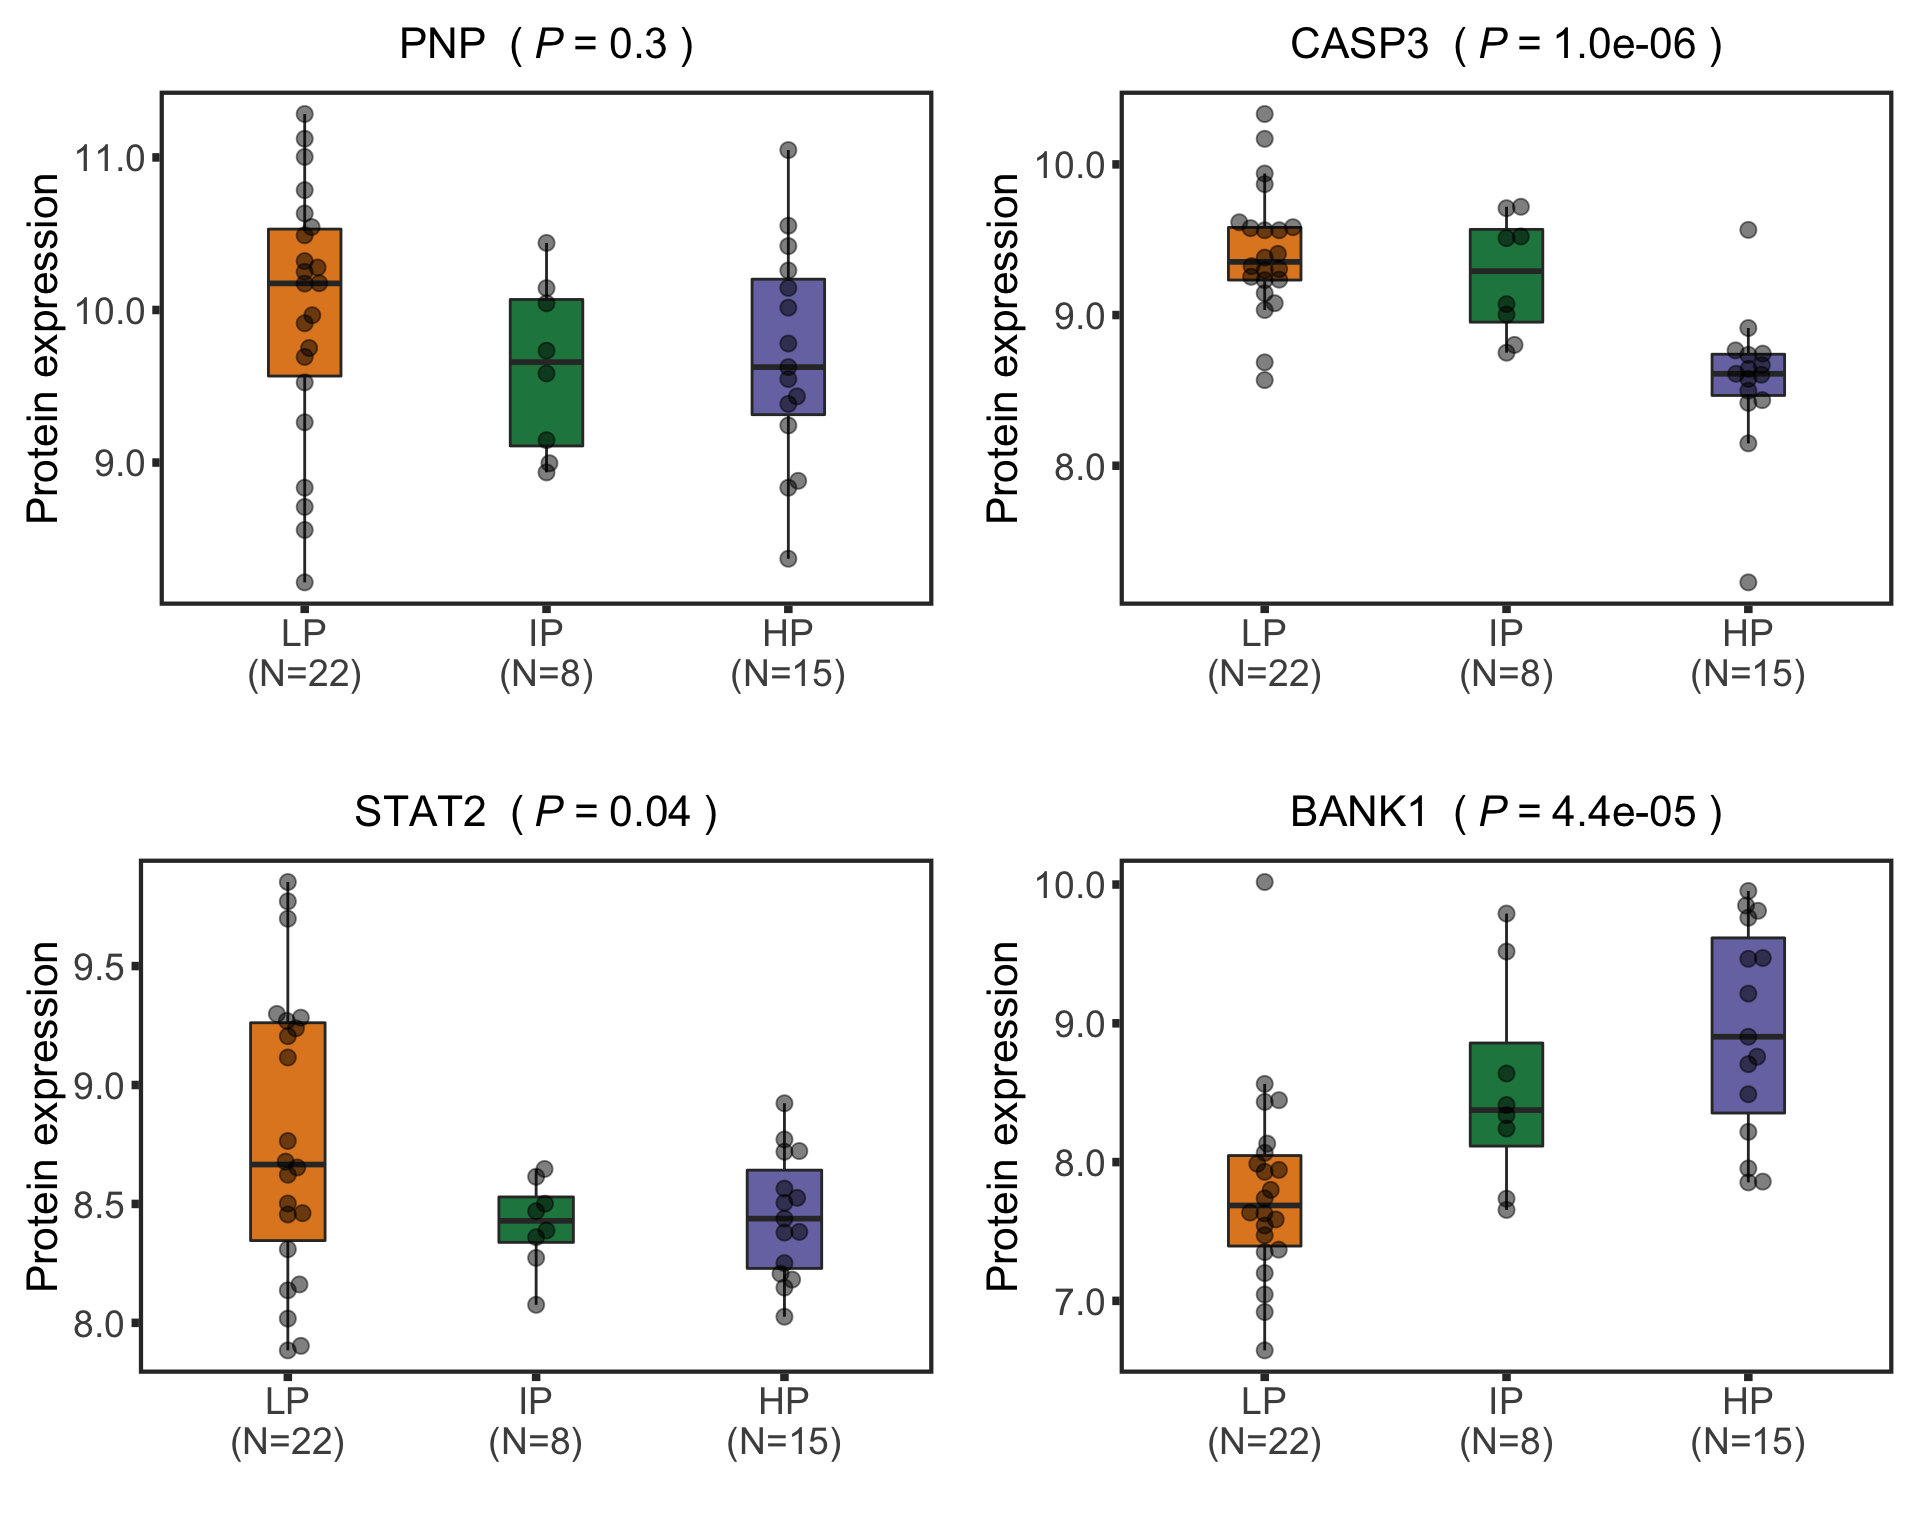 PNP ( P = 0.3 )
Protein expression
11.0
10.0
9.0
LP
(N=22)
IP
(N=8)
HP
(N=15)
CASP3 ( P = 1.0e-06 )
Protein expression
10.0
9.0
8.0
LP
(N=22)
IP
(N=8)
HP
(N=15)
STAT2 ( P = 0.04 )
Protein expression
9.5
9.0
8.5
8.0
LP
(N=22)
IP
(N=8)
HP
(N=15)
BANK1 ( P = 4.4e-05 )
Protein expression
10.0
9.0
8.0
7.0
LP
(N=22)
IP
(N=8)
HP
(N=15)